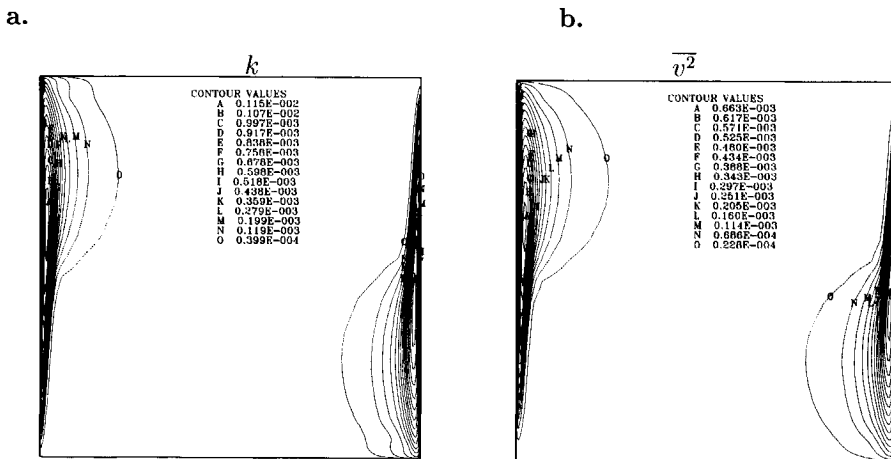 a.
b.
k
v²
CONTOUR VALUES
A 0.115E-002
B 0.107E-002
C 0.997E-003
D 0.917E-003
E 0.838E-003
F 0.758E-003
G 0.678E-003
H 0.598E-003
I 0.518E-003
J 0.438E-003
K 0.359E-003
L 0.279E-003
M 0.199E-003
N 0.119E-003
O 0.399E-004
CONTOUR VALUES
A 0.663E-003
B 0.617E-003
C 0.571E-003
D 0.525E-003
E 0.480E-003
F 0.434E-003
G 0.388E-003
H 0.343E-003
I 0.297E-003
J 0.251E-003
K 0.205E-003
L 0.160E-003
M 0.114E-003
N 0.686E-004
O 0.228E-004
M
N
O
JK
L
M
N
O
O
N
M